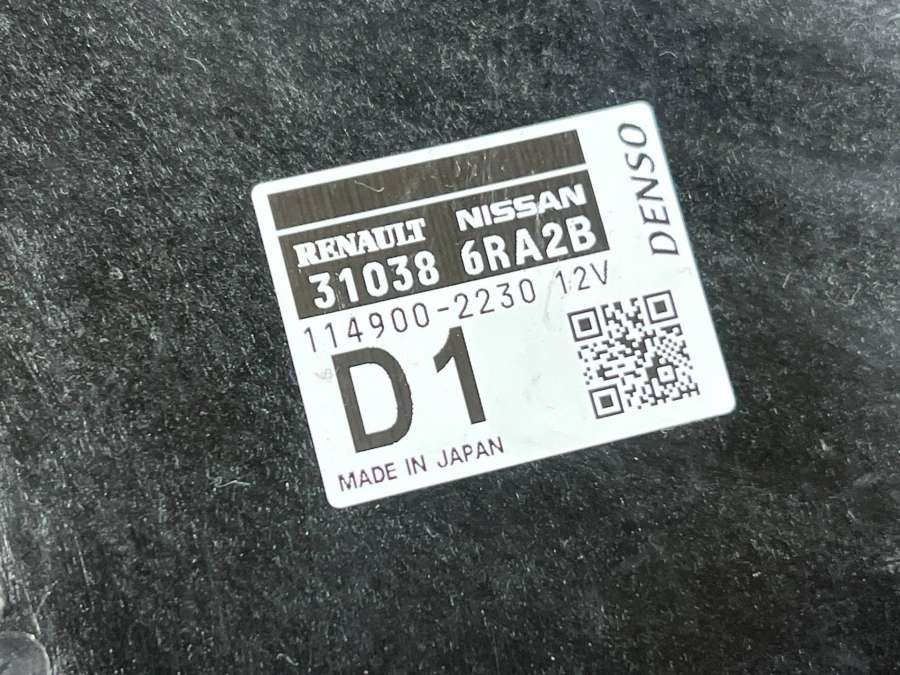 RENAULT NISSAN
31038 6RA2B
114900-2230 12V
D1
MADE IN JAPAN
DENSO